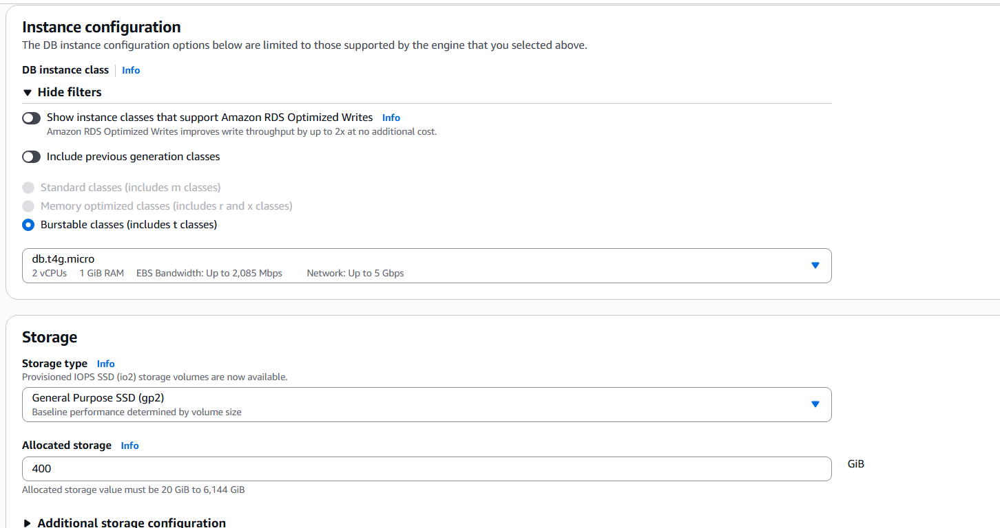 Instance configuration
The DB instance configuration options below are limited to those supported by the engine that you selected above.
DB instance class Info
Hide filters
Show instance classes that support Amazon RDS Optimized Writes Info
Amazon RDS Optimized Writes improves write throughput by up to 2x at no additional cost.
Include previous generation classes
Standard classes (includes m classes)
Memory optimized classes (includes r and x classes)
Burstable classes (includes t classes)
db.t4g.micro
2 vCPUs 1 GiB RAM EBS Bandwidth: Up to 2,085 Mbps Network: Up to 5 Gbps
Storage
Storage type Info
Provisioned IOPS SSD (io2) storage volumes are now available.
General Purpose SSD (gp2)
Baseline performance determined by volume size
Allocated storage Info
400 GiB
Allocated storage value must be 20 GiB to 6,144 GiB
Additional storage configuration